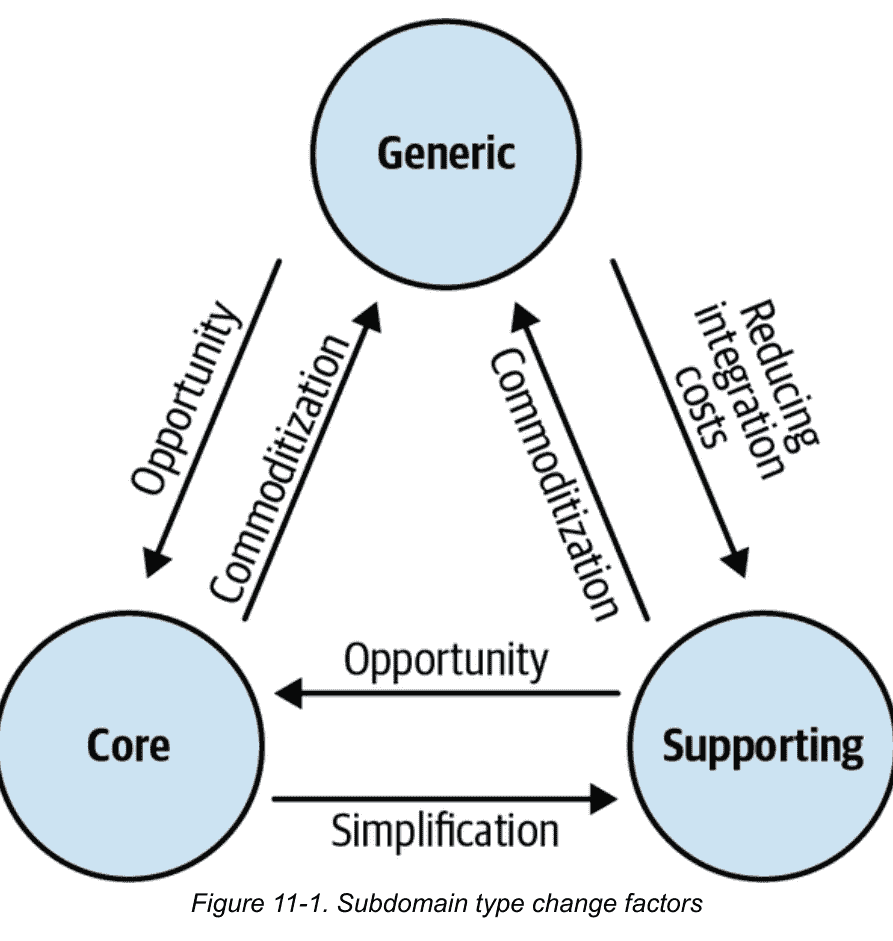 Generic
Opportunity
Commoditization
Commoditization
Reducing
integration
costs
Opportunity
Core
Supporting
Simplification
Figure 11-1. Subdomain type change factors